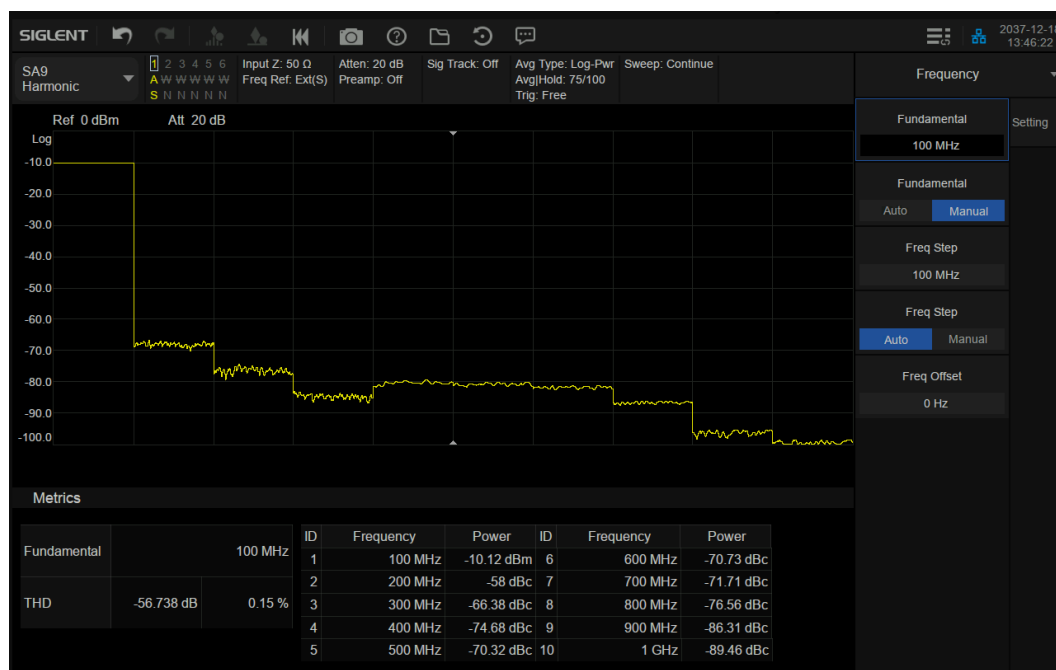 SIGLENT
2037-12-18
13:46:22
SA9
Harmonic
1 2 3 4 5 6
A W W W W W
S N N N N N
Input Z: 50 Ω
Freq Ref: Ext(S)
Atten: 20 dB
Preamp: Off
Sig Track: Off
Avg Type: Log-Pwr
Avg|Hold: 75/100
Trig: Free
Sweep: Continue
Frequency
Ref 0 dBm Att 20 dB
Log
-10.0
-20.0
-30.0
-40.0
-50.0
-60.0
-70.0
-80.0
-90.0
-100.0
Fundamental
100 MHz
Setting
Fundamental
Auto Manual
Freq Step
100 MHz
Freq Step
Auto Manual
Freq Offset
0 Hz
Metrics
Fundamental 100 MHz
THD -56.738 dB 0.15 %
ID Frequency Power ID Frequency Power
1 100 MHz -10.12 dBm 6 600 MHz -70.73 dBc
2 200 MHz -58 dBc 7 700 MHz -71.71 dBc
3 300 MHz -66.38 dBc 8 800 MHz -76.56 dBc
4 400 MHz -74.68 dBc 9 900 MHz -86.31 dBc
5 500 MHz -70.32 dBc 10 1 GHz -89.46 dBc